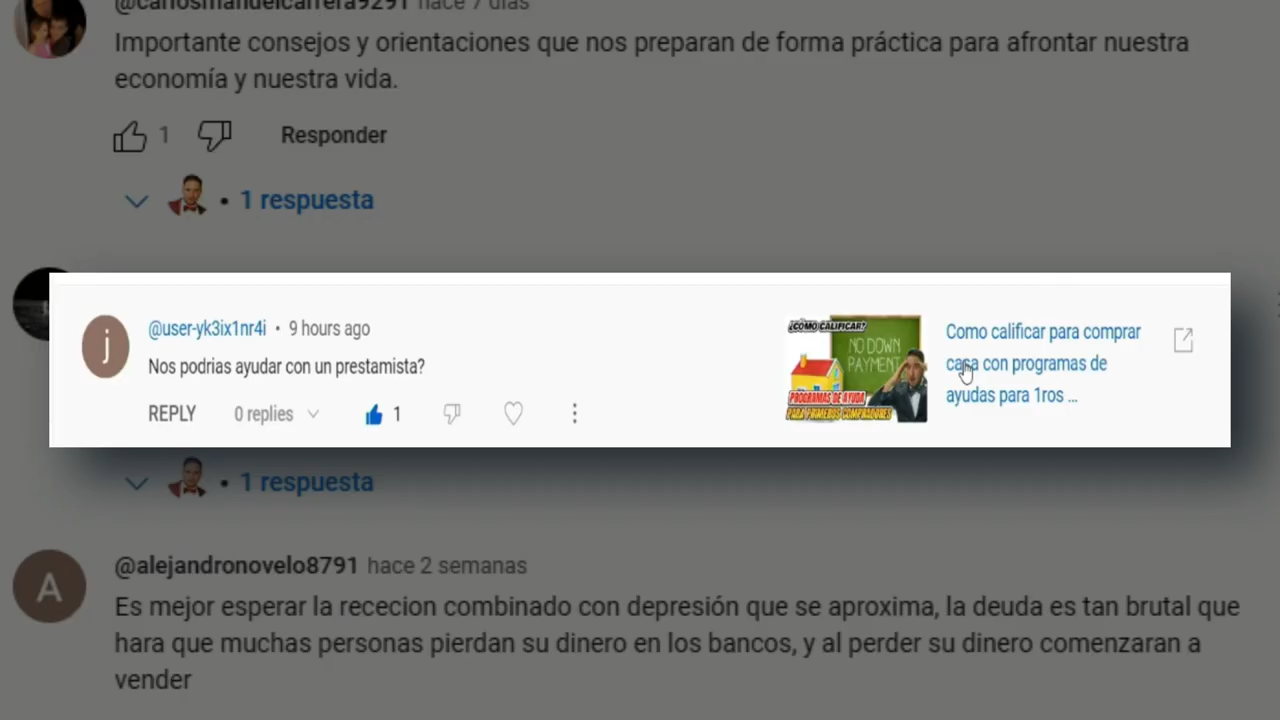 @carlosmanuelcarrera9291 hace 7 días
Importante consejos y orientaciones que nos preparan de forma práctica para afrontar nuestra
economía y nuestra vida.
1 Responder
• 1 respuesta
j @user-yk3ix1nr4i • 9 hours ago
Nos podrias ayudar con un prestamista?
REPLY 0 replies 1
¿COMO CALIFICAR?
NO DOWN
PAYMENT
PROGRAMAS DE AYUDA
PARA PRIMEROS COMPRADORES
Como calificar para comprar
casa con programas de
ayudas para 1ros ...
• 1 respuesta
A @alejandronovelo8791 hace 2 semanas
Es mejor esperar la rececion combinado con depresión que se aproxima, la deuda es tan brutal que
hara que muchas personas pierdan su dinero en los bancos, y al perder su dinero comenzaran a
vender